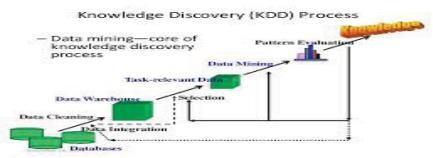 Knowledge Discovery (KDD) Process
– Data mining—core of
knowledge discovery
process
Knowledge
Pattern Evaluation
Data Mining
Task-relevant Data
Data Warehouse
Selection
Data Cleaning
Data Integration
Databases